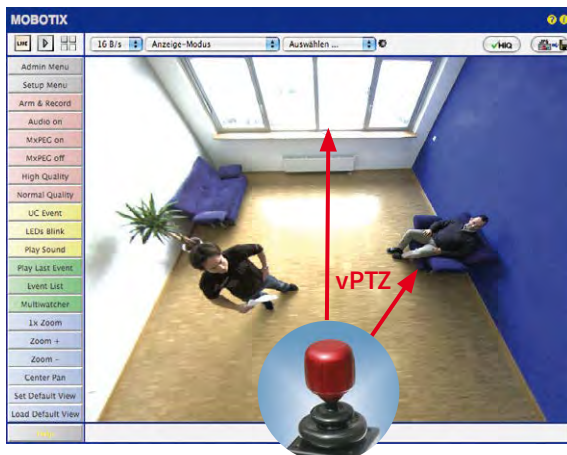 MOBOTIX
LIVE
16 B/s
Anzeige-Modus
Auswählen ...
HiQ
Admin Menu
Setup Menu
Arm & Record
Audio on
MxPEG on
MxPEG off
High Quality
Normal Quality
UC Event
LEDs Blink
Play Sound
Play Last Event
Event List
Multiwatcher
1x Zoom
Zoom +
Zoom –
Center Pan
Set Default View
Load Default View
vPTZ